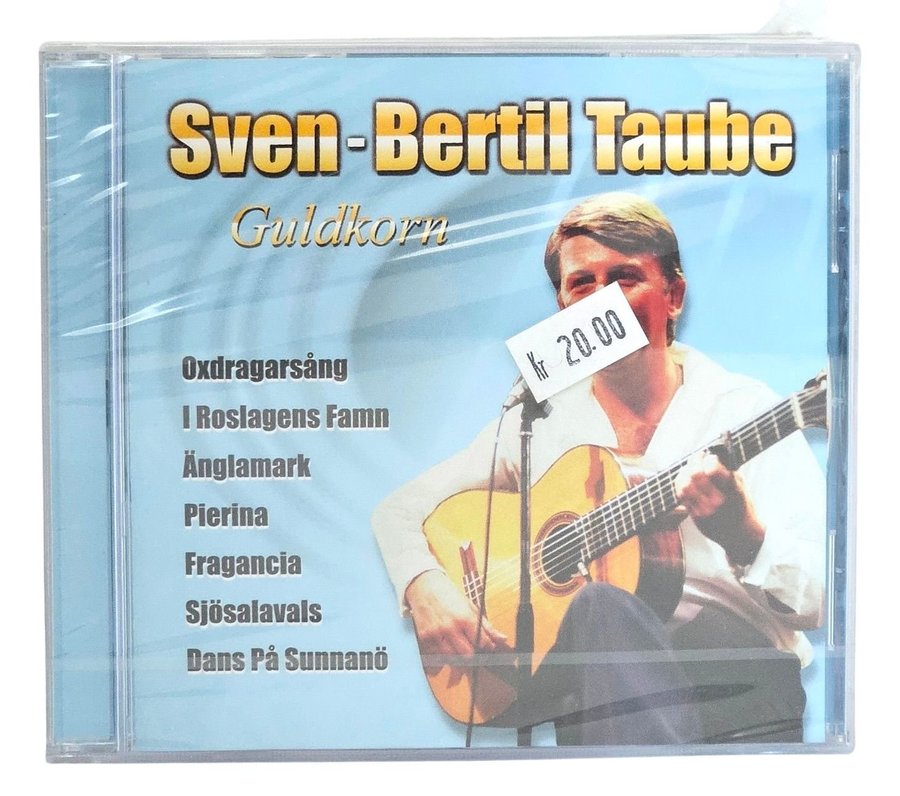 Sven-Bertil Taube
Guldkorn
Kr 20.00
Oxdragarsång
I Roslagens Famn
Änglamark
Pierina
Fragancia
Sjösalavals
Dans På Sunnanö